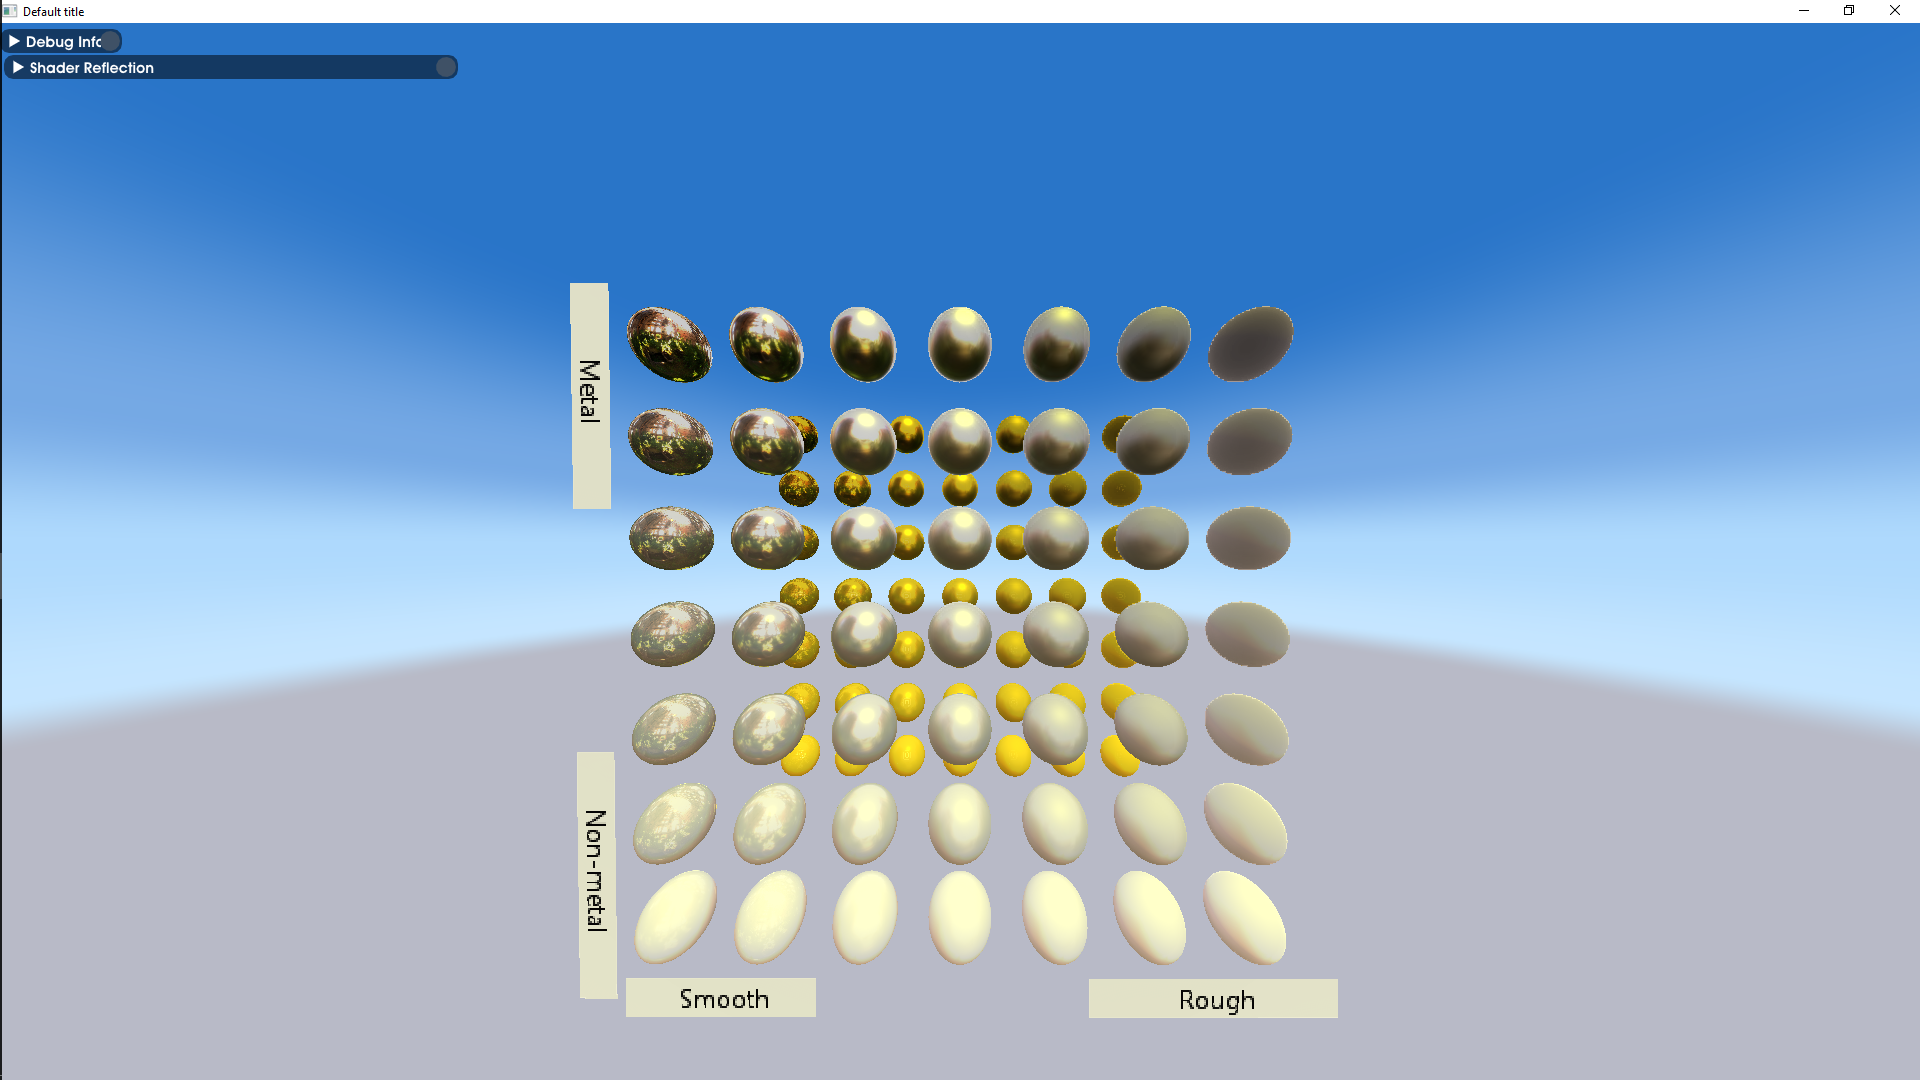 Default title
Debug Info
Shader Reflection
Metal
Non-metal
Smooth
Rough